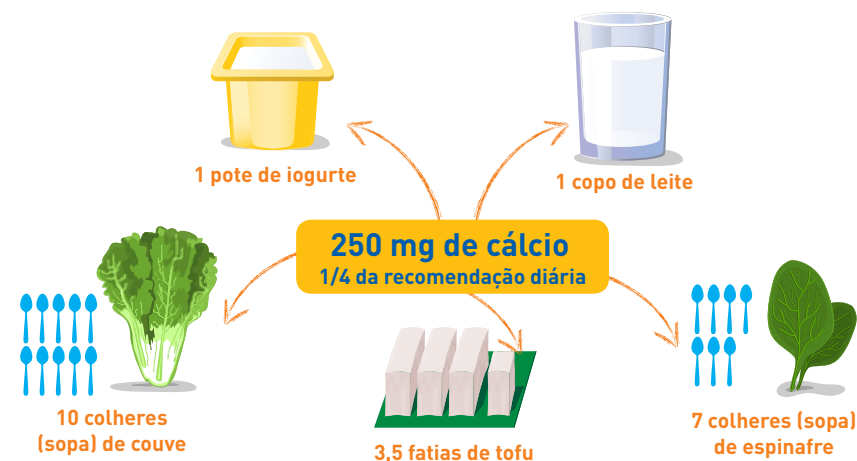 1 pote de iogurte
1 copo de leite
250 mg de cálcio
1/4 da recomendação diária
10 colheres
(sopa) de couve
3,5 fatias de tofu
7 colheres (sopa)
de espinafre